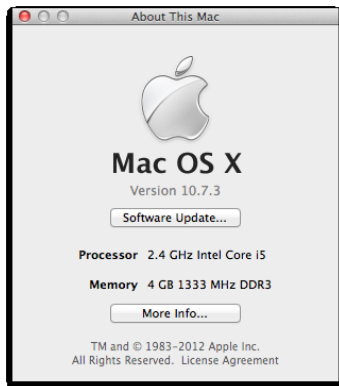 About This Mac
Mac OS X
Version 10.7.3
Software Update...
Processor 2.4 GHz Intel Core i5
Memory 4 GB 1333 MHz DDR3
More Info...
TM and © 1983-2012 Apple Inc.
All Rights Reserved. License Agreement